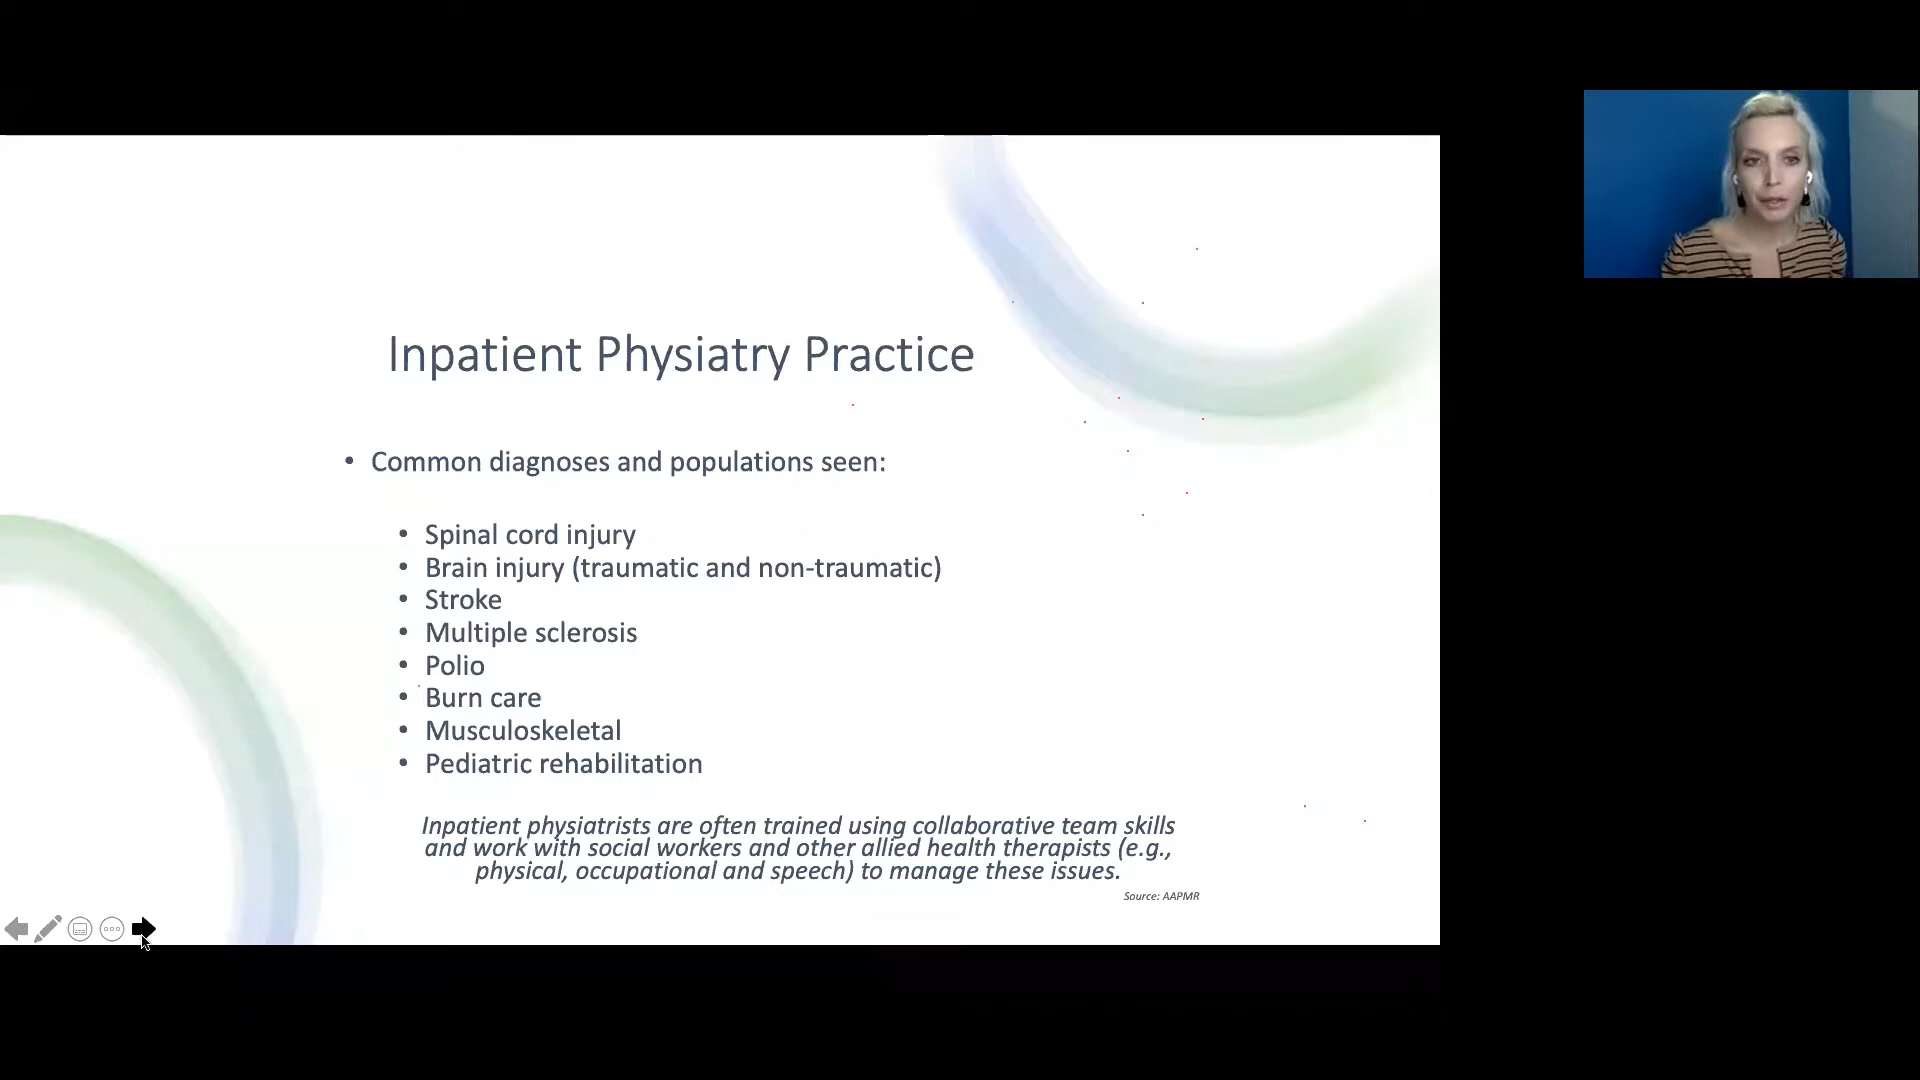 Inpatient Physiatry Practice
• Common diagnoses and populations seen:
• Spinal cord injury
• Brain injury (traumatic and non-traumatic)
• Stroke
• Multiple sclerosis
• Polio
• Burn care
• Musculoskeletal
• Pediatric rehabilitation
Inpatient physiatrists are often trained using collaborative team skills
and work with social workers and other allied health therapists (e.g.,
physical, occupational and speech) to manage these issues.
Source: AAPMR